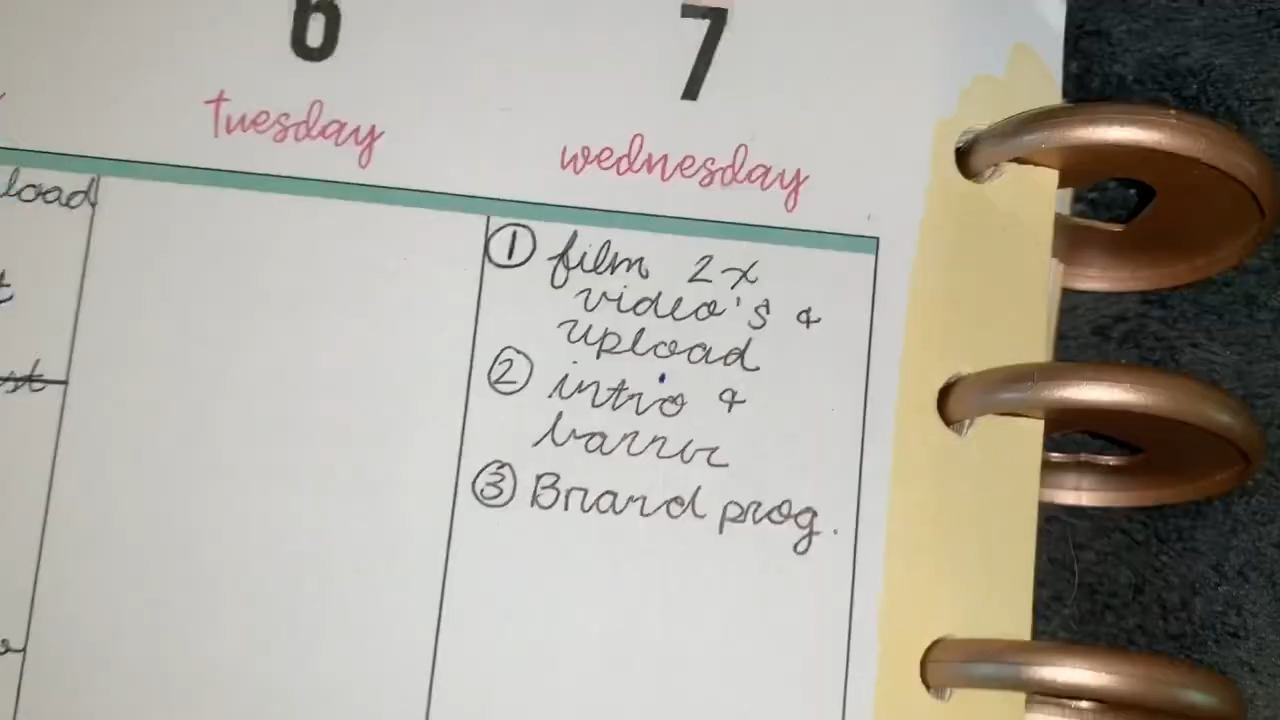 6
7
tuesday
wednesday
load
① film 2x
video's &
upload
② intro &
banner
③ Brand prog.